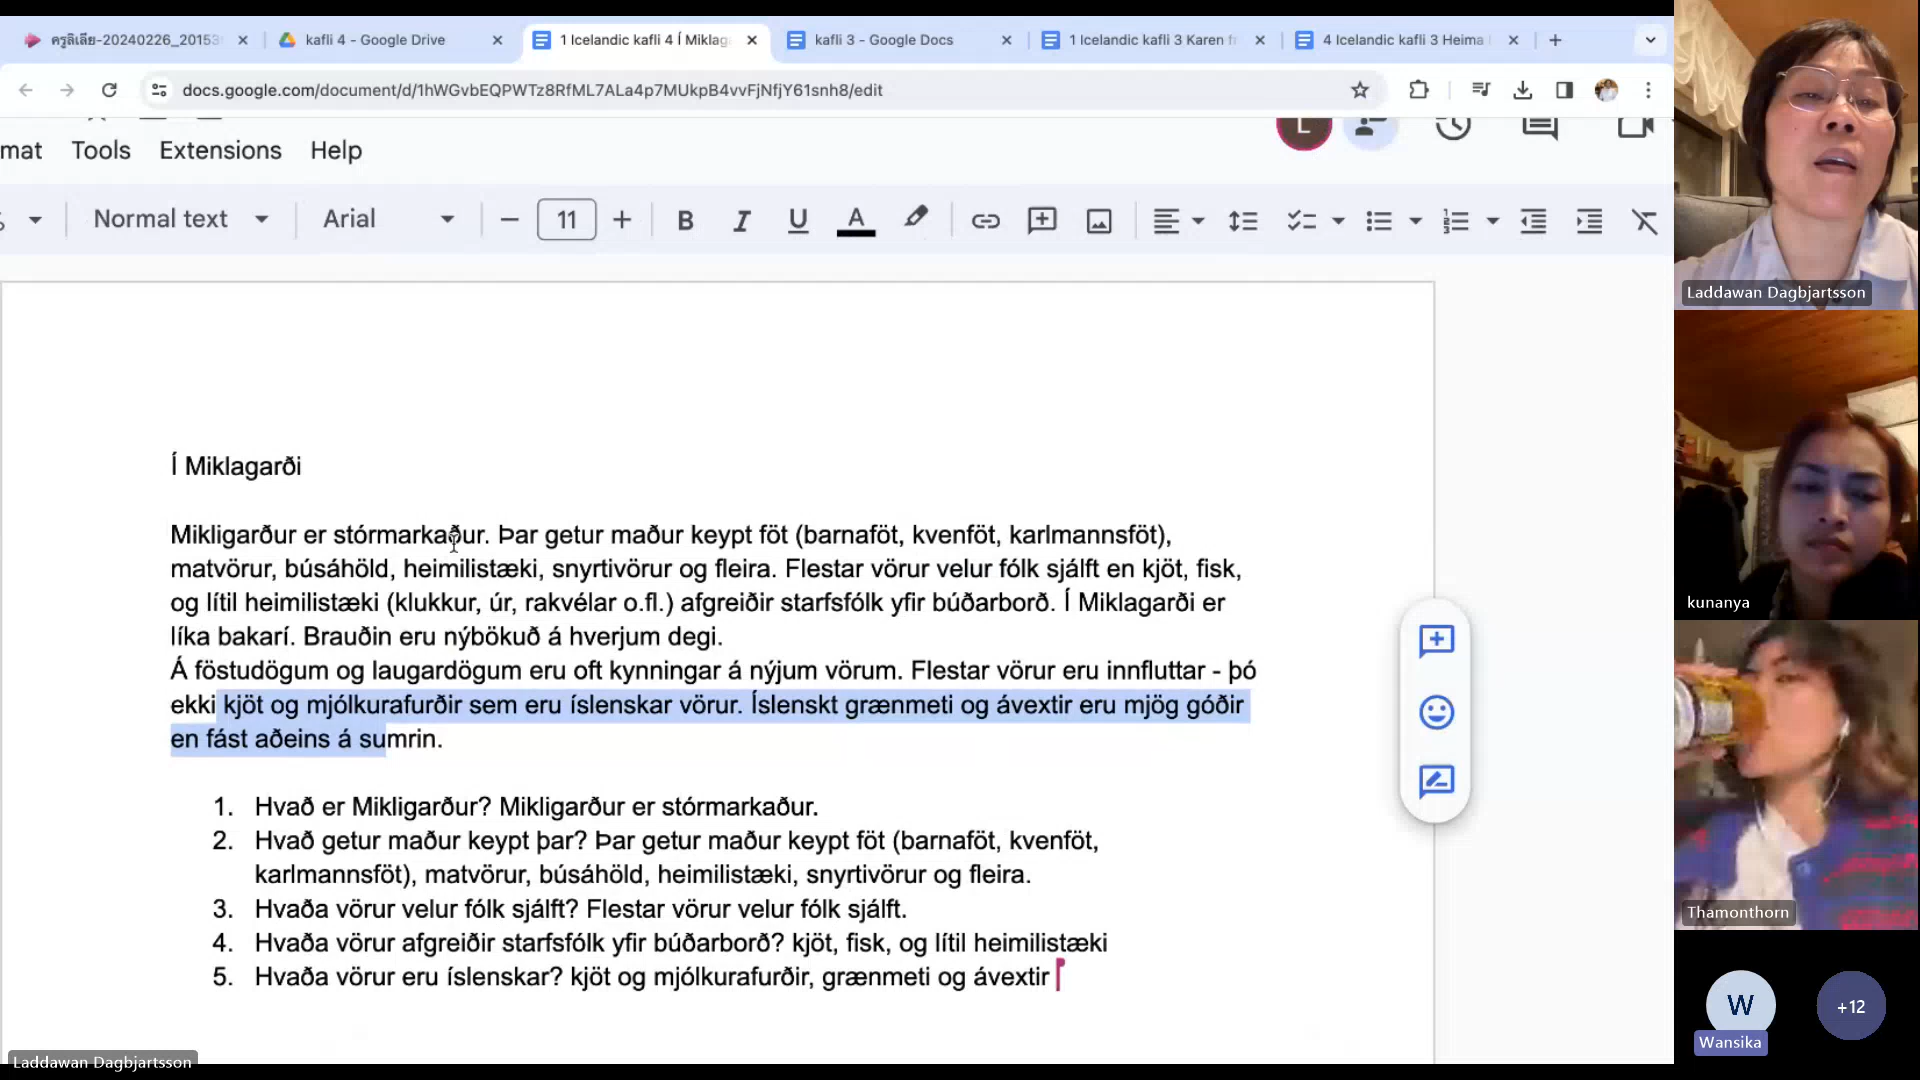 ครูลิเลีย-20240226_20153
kafli 4 - Google Drive
1 Icelandic kafli 4 Í Miklag
kafli 3 - Google Docs
1 Icelandic kafli 3 Karen f
4 Icelandic kafli 3 Heima
docs.google.com/document/d/1hWGvbEQPWTz8RfML7ALa4p7MUkpB4vvFjNfjY61snh8/edit
mat Tools Extensions Help
L
Normal text Arial 11 B I U A
Í Miklagarði
Mikligarður er stórmarkaður. Þar getur maður keypt föt (barnaföt, kvenföt, karlmannsföt),
matvörur, búsáhöld, heimilistæki, snyrtivörur og fleira. Flestar vörur velur fólk sjálft en kjöt, fisk,
og lítil heimilistæki (klukkur, úr, rakvélar o.fl.) afgreiðir starfsfólk yfir búðarborð. Í Miklagarði er
líka bakarí. Brauðin eru nýbökuð á hverjum degi.
Á föstudögum og laugardögum eru oft kynningar á nýjum vörum. Flestar vörur eru innfluttar - þó
ekki kjöt og mjólkurafurðir sem eru íslenskar vörur. Íslenskt grænmeti og ávextir eru mjög góðir
en fást aðeins á sumrin.
1. Hvað er Mikligarður? Mikligarður er stórmarkaður.
2. Hvað getur maður keypt þar? Þar getur maður keypt föt (barnaföt, kvenföt,
karlmannsföt), matvörur, búsáhöld, heimilistæki, snyrtivörur og fleira.
3. Hvaða vörur velur fólk sjálft? Flestar vörur velur fólk sjálft.
4. Hvaða vörur afgreiðir starfsfólk yfir búðarborð? kjöt, fisk, og lítil heimilistæki
5. Hvaða vörur eru íslenskar? kjöt og mjólkurafurðir, grænmeti og ávextir
Laddawan Dagbjartsson
Laddawan Dagbjartsson
kunanya
Thamonthorn
W
Wansika
+12